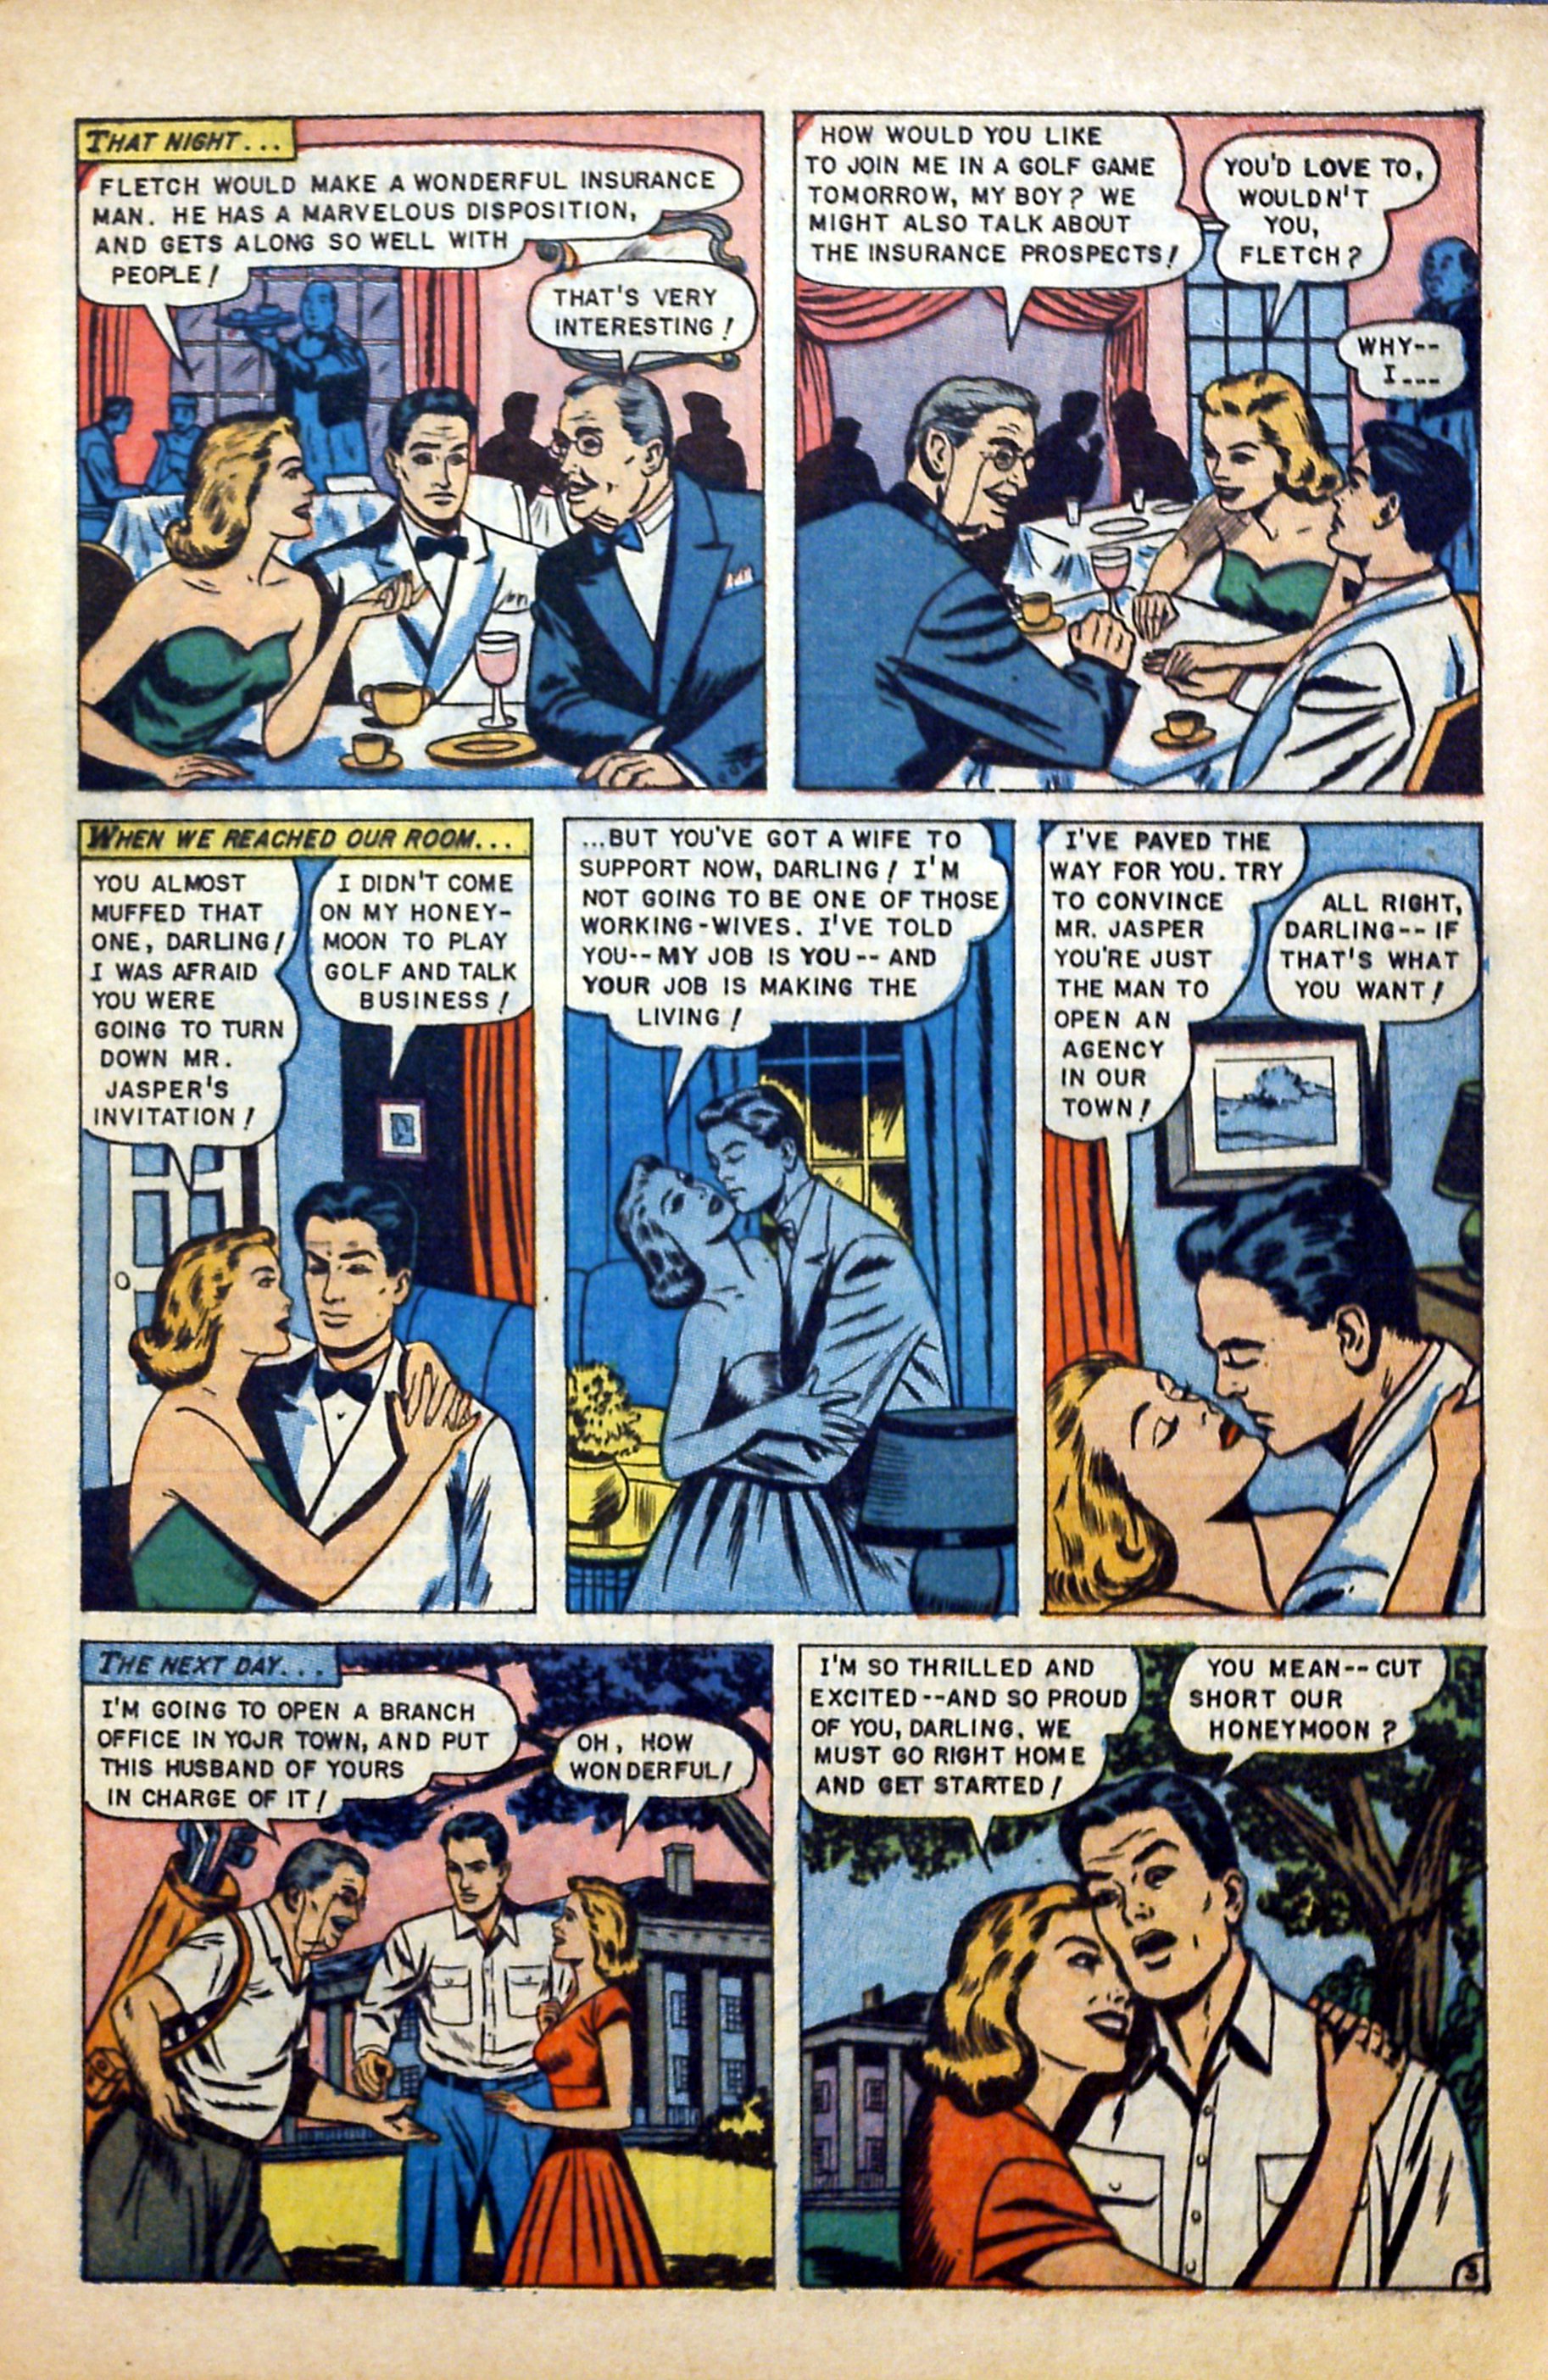 THAT NIGHT...
FLETCH WOULD MAKE A WONDERFUL INSURANCE
MAN. HE HAS A MARVELOUS DISPOSITION,
AND GETS ALONG SO WELL WITH
PEOPLE!
THAT'S VERY
INTERESTING!
HOW WOULD YOU LIKE
TO JOIN ME IN A GOLF GAME
TOMORROW, MY BOY? WE
MIGHT ALSO TALK ABOUT
THE INSURANCE PROSPECTS!
YOU'D LOVE TO,
WOULDN'T
YOU,
FLETCH?
WHY--
I---
WHEN WE REACHED OUR ROOM...
YOU ALMOST
MUFFED THAT
ONE, DARLING!
I WAS AFRAID
YOU WERE
GOING TO TURN
DOWN MR.
JASPER'S
INVITATION!
I DIDN'T COME
ON MY HONEY-
MOON TO PLAY
GOLF AND TALK
BUSINESS!
...BUT YOU'VE GOT A WIFE TO
SUPPORT NOW, DARLING! I'M
NOT GOING TO BE ONE OF THOSE
WORKING-WIVES. I'VE TOLD
YOU--MY JOB IS YOU--AND
YOUR JOB IS MAKING THE
LIVING!
I'VE PAVED THE
WAY FOR YOU. TRY
TO CONVINCE
MR. JASPER
YOU'RE JUST
THE MAN TO
OPEN AN
AGENCY
IN OUR
TOWN!
ALL RIGHT,
DARLING--IF
THAT'S WHAT
YOU WANT!
THE NEXT DAY...
I'M GOING TO OPEN A BRANCH
OFFICE IN YOUR TOWN, AND PUT
THIS HUSBAND OF YOURS
IN CHARGE OF IT!
OH, HOW
WONDERFUL!
I'M SO THRILLED AND
EXCITED--AND SO PROUD
OF YOU, DARLING. WE
MUST GO RIGHT HOME
AND GET STARTED!
YOU MEAN--CUT
SHORT OUR
HONEYMOON?
3